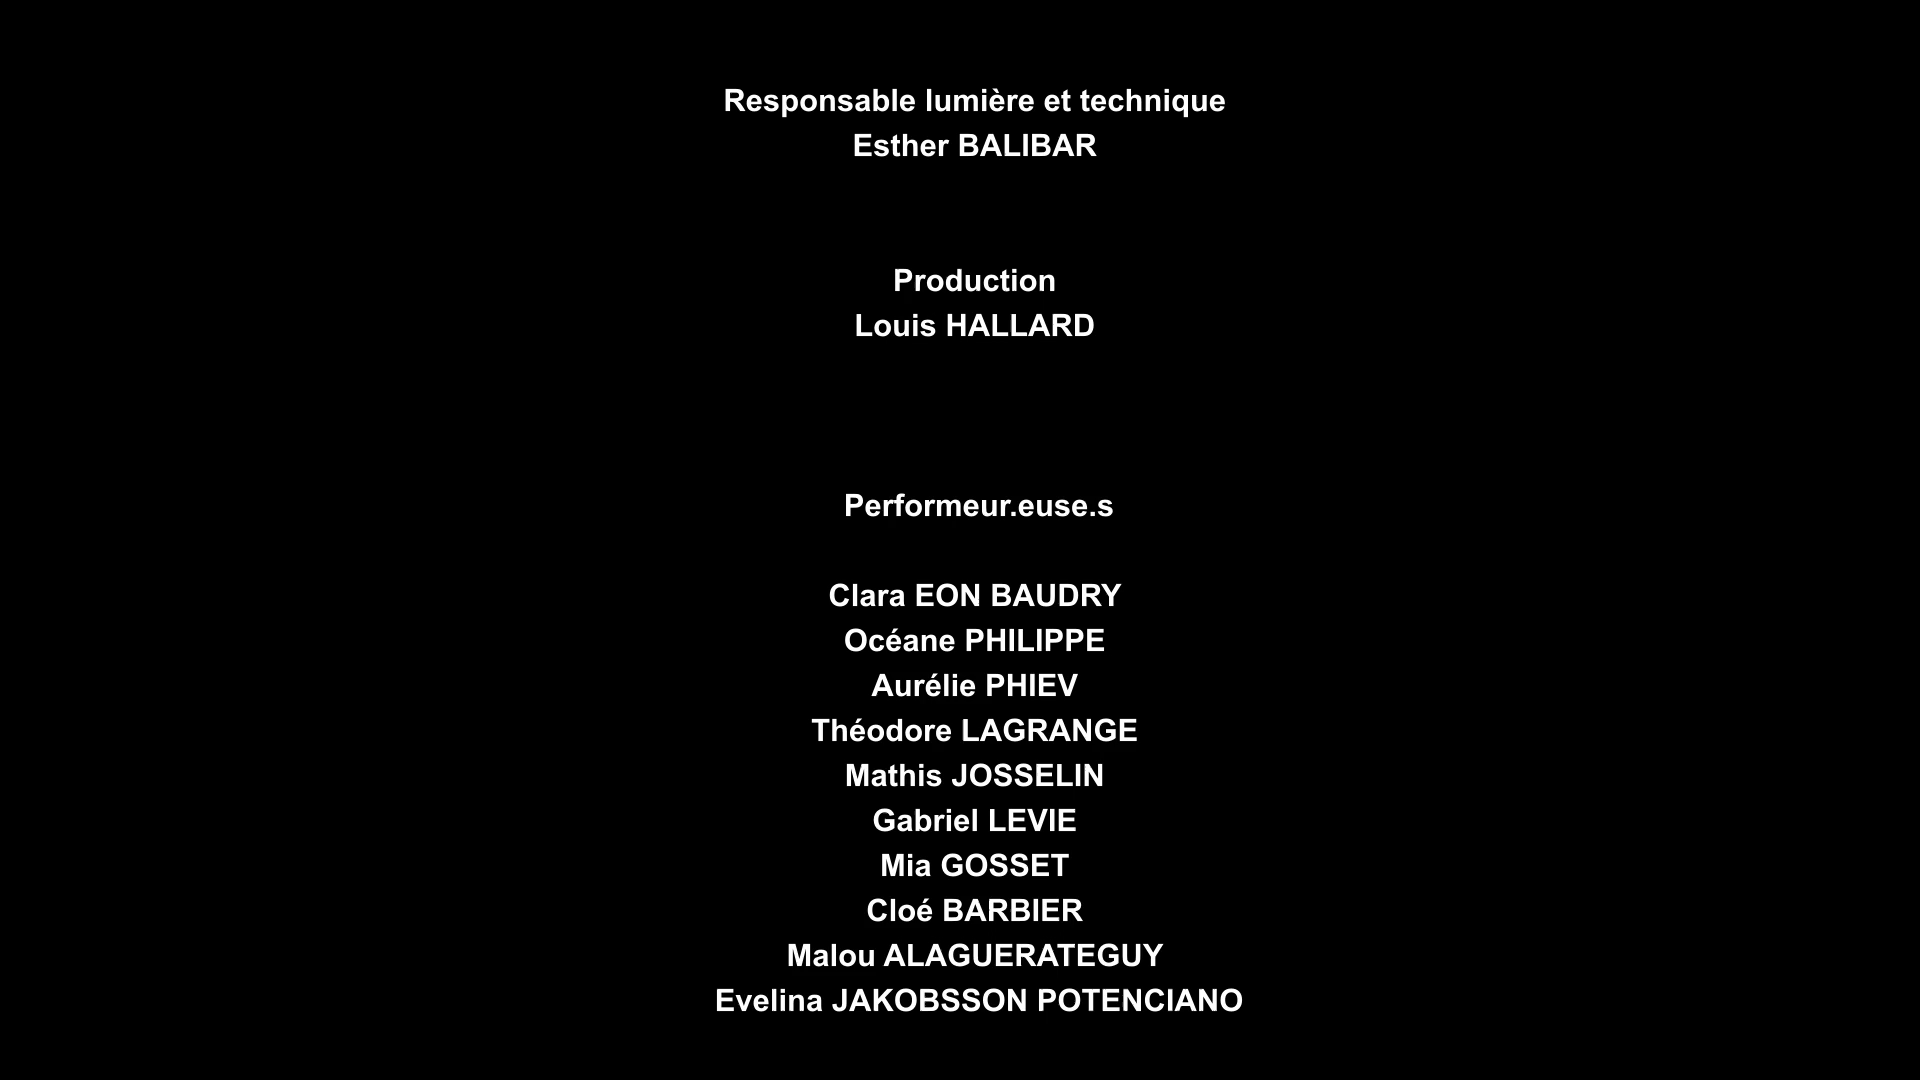 Responsable lumière et technique
Esther BALIBAR
Production
Louis HALLARD
Performeur.euse.s
Clara EON BAUDRY
Océane PHILIPPE
Aurélie PHIEV
Théodore LAGRANGE
Mathis JOSSELIN
Gabriel LEVIE
Mia GOSSET
Cloé BARBIER
Malou ALAGUERATEGUY
Evelina JAKOBSSON POTENCIANO